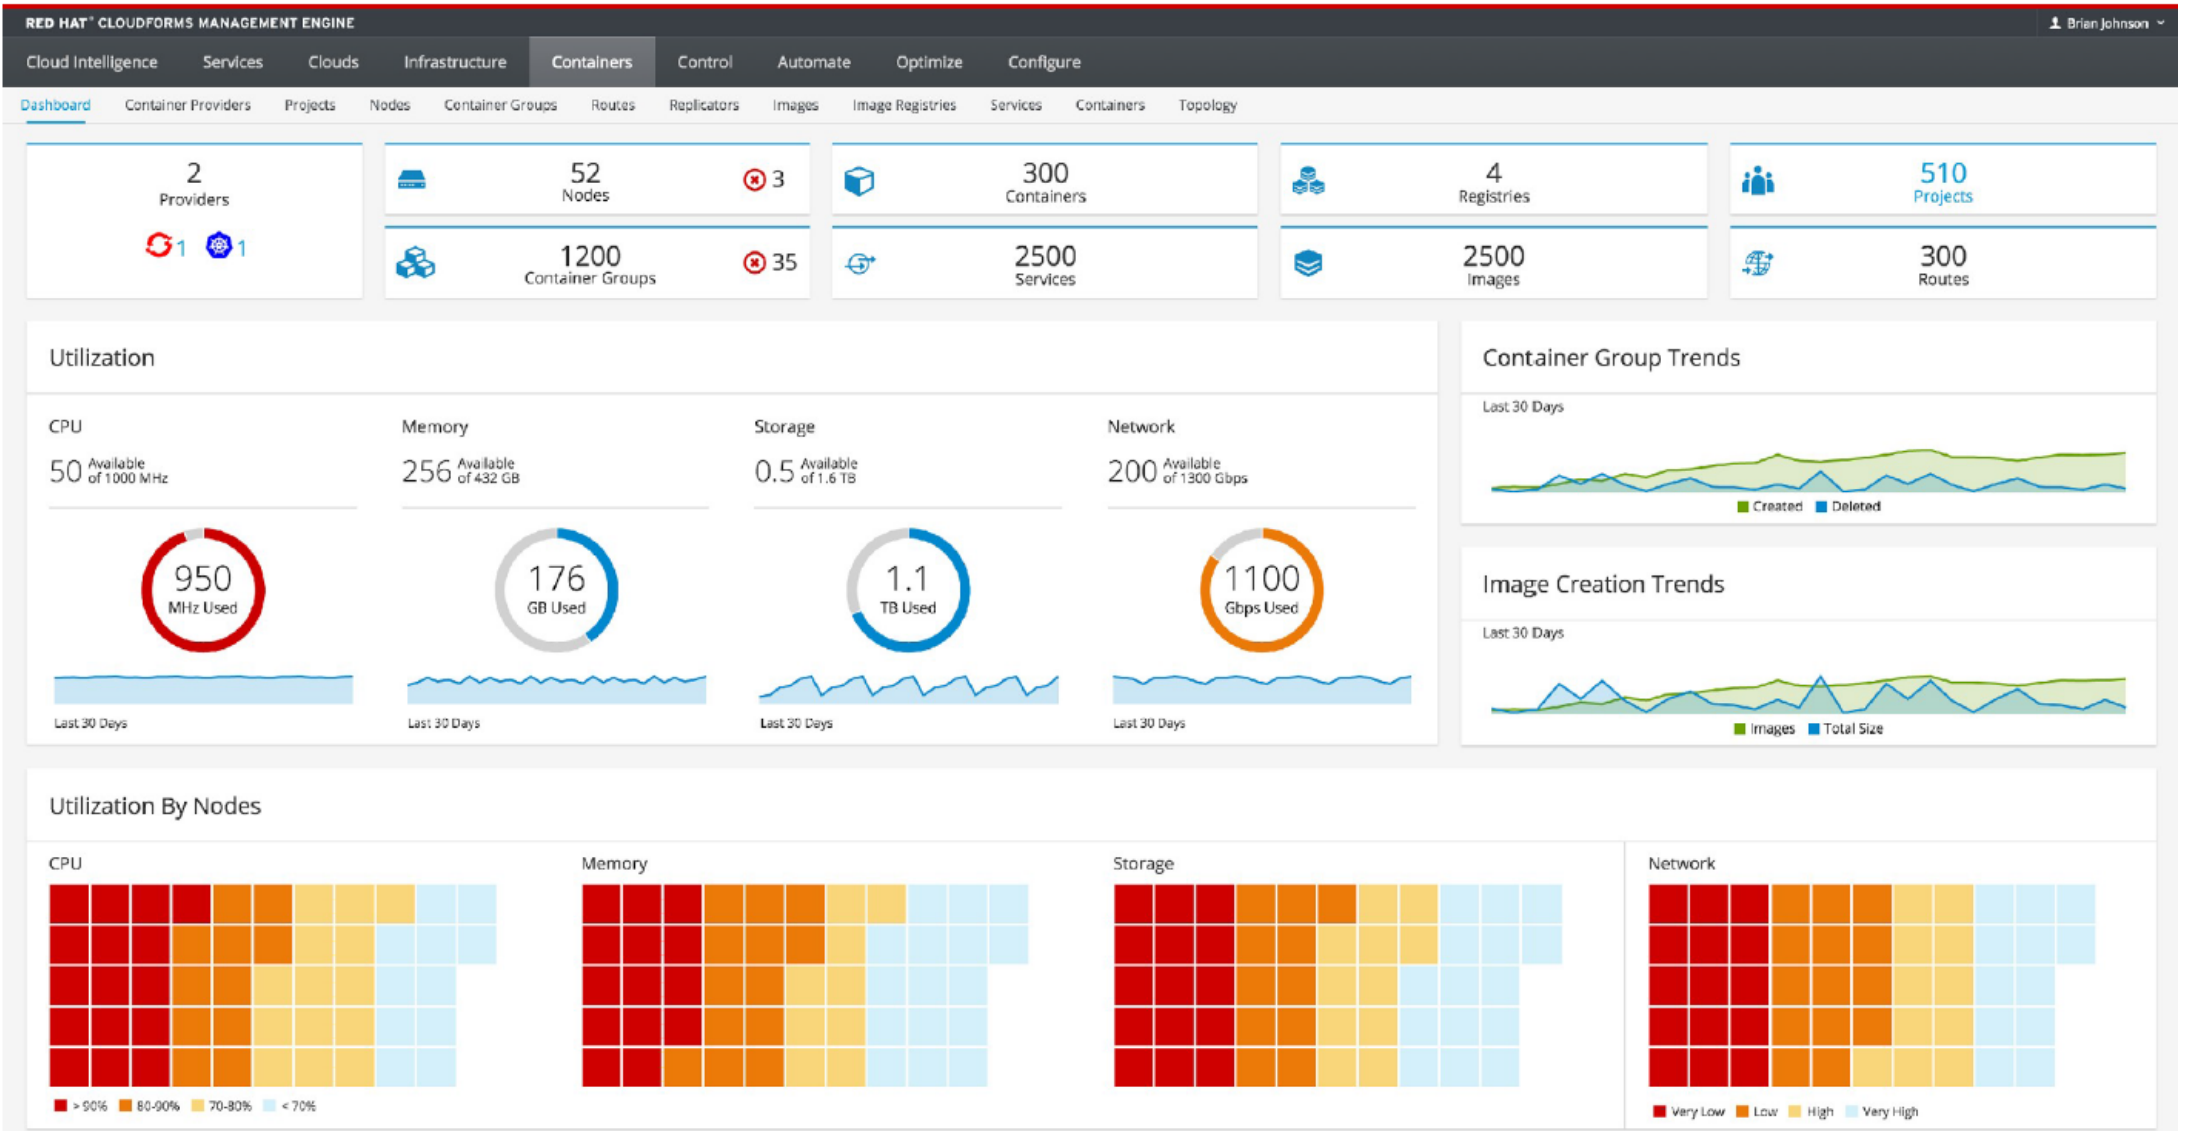 RED HAT® CLOUDFORMS MANAGEMENT ENGINE
Brian Johnson
Cloud Intelligence Services Clouds Infrastructure Containers Control Automate Optimize Configure
Dashboard Container Providers Projects Nodes Container Groups Routes Replicators Images Image Registries Services Containers Topology
2
Providers
1 1
52
Nodes
3
300
Containers
4
Registries
510
Projects
1200
Container Groups
35
2500
Services
2500
Images
300
Routes
Utilization
CPU
50 Available
of 1000 MHz
950
MHz Used
Last 30 Days
Memory
256 Available
of 432 GB
176
GB Used
Last 30 Days
Storage
0.5 Available
of 1.6 TB
1.1
TB Used
Last 30 Days
Network
200 Available
of 1300 Gbps
1100
Gbps Used
Last 30 Days
Container Group Trends
Last 30 Days
Created Deleted
Image Creation Trends
Last 30 Days
Images Total Size
Utilization By Nodes
CPU
Memory
Storage
Network
> 90% 80-90% 70-80% < 70%
Very Low Low High Very High